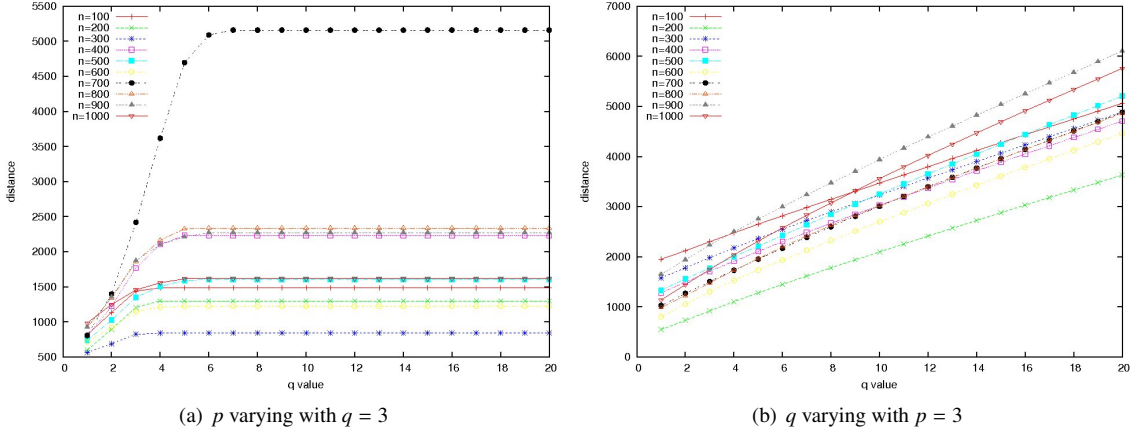 n=100
n=200
n=300
n=400
n=500
n=600
n=700
n=800
n=900
n=1000
5500
5000
4500
4000
3500
3000
2500
2000
1500
1000
500
distance
0 2 4 6 8 10 12 14 16 18 20
q value
(a) p varying with q = 3
n=100
n=200
n=300
n=400
n=500
n=600
n=700
n=800
n=900
n=1000
7000
6000
5000
4000
3000
2000
1000
0
distance
0 2 4 6 8 10 12 14 16 18 20
q value
(b) q varying with p = 3